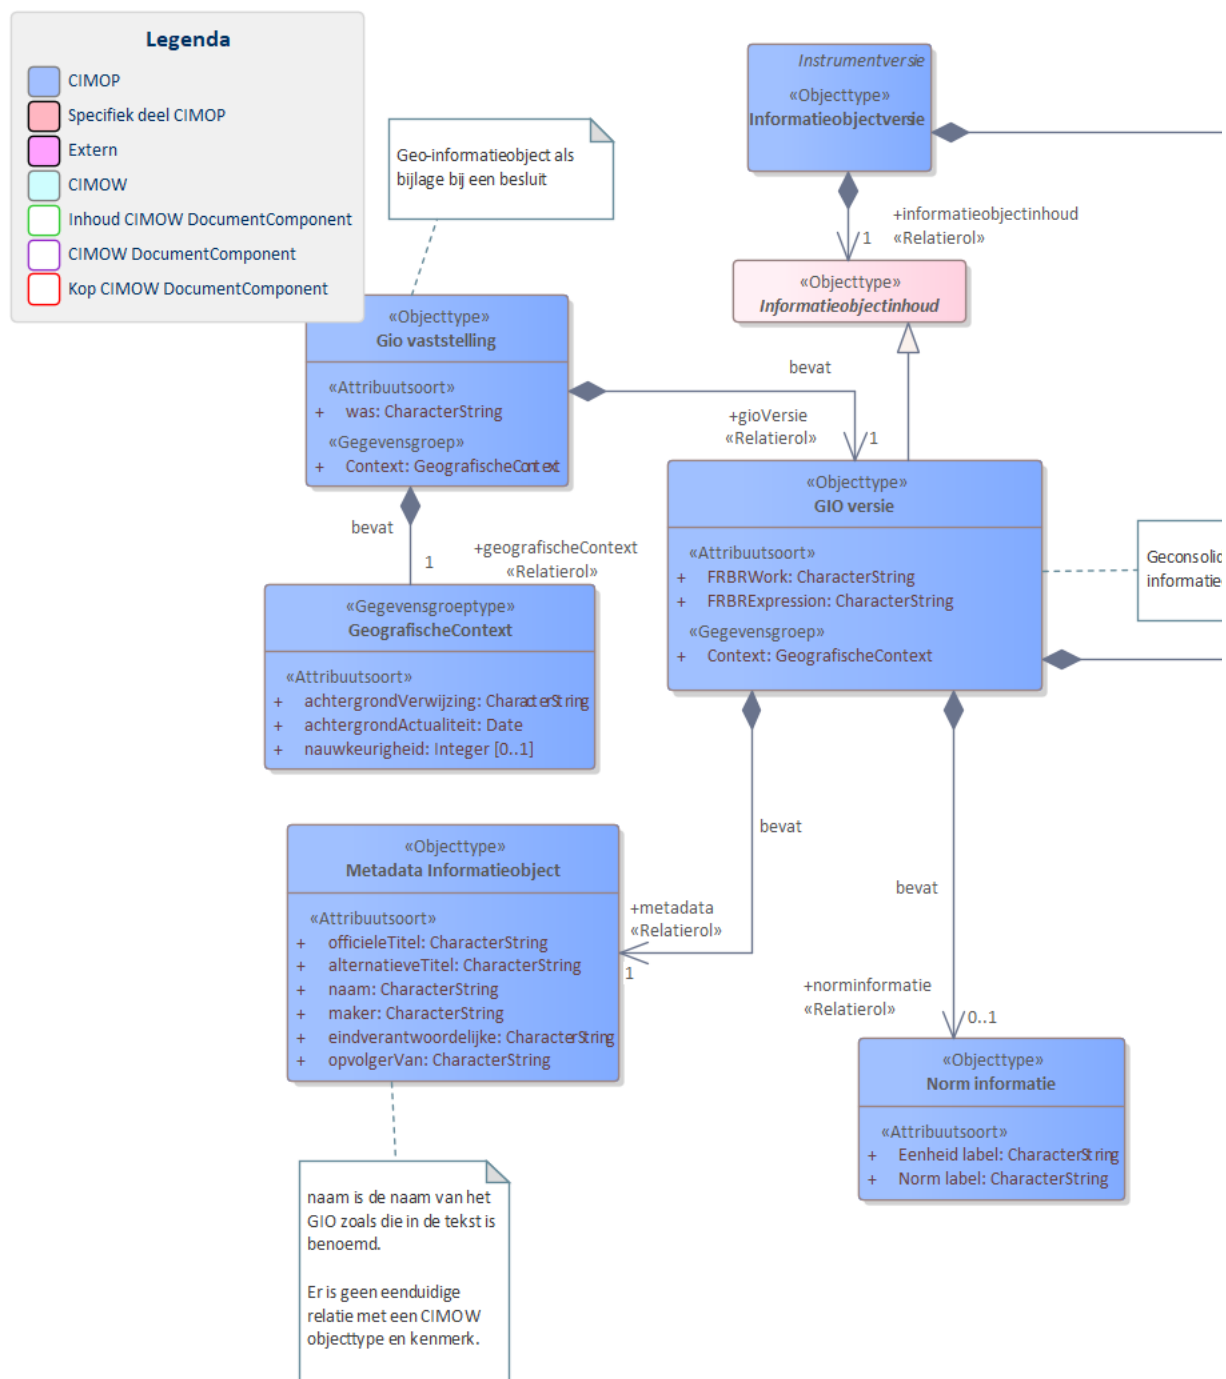 Legenda
CIMOP
Specifiek deel CIMOP
Extern
CIMOW
Inhoud CIMOW DocumentComponent
CIMOW DocumentComponent
Kop CIMOW DocumentComponent
Geo-informatieobject als
bijlage bij een besluit
Instrumentversie
«Objecttype»
Informatieobjectversie
+informatieobjectinhoud
«Relatierol»
1
«Objecttype»
Informatieobjectinhoud
«Objecttype»
Gio vaststelling
«Attribuutsoort»
+ was: CharacterString
«Gegevensgroep»
+ Context: GeografischeContext
bevat
+gioVersie
«Relatierol»
1
bevat
1
+geografischeContext
«Relatierol»
«Gegevensgroeptype»
GeografischeContext
«Attribuutsoort»
+ achtergrondVerwijzing: CharacterString
+ achtergrondActualiteit: Date
+ nauwkeurigheid: Integer [0..1]
«Objecttype»
GIO versie
«Attribuutsoort»
+ FRBRWork: CharacterString
+ FRBRExpression: CharacterString
«Gegevensgroep»
+ Context: GeografischeContext
Geconsolid
informatie
bevat
+metadata
«Relatierol»
1
«Objecttype»
Metadata Informatieobject
«Attribuutsoort»
+ officieleTitel: CharacterString
+ alternatieveTitel: CharacterString
+ naam: CharacterString
+ maker: CharacterString
+ eindverantwoordelijke: CharacterString
+ opvolgerVan: CharacterString
bevat
+norminformatie
«Relatierol»
0..1
«Objecttype»
Norm informatie
«Attribuutsoort»
+ Eenheid label: CharacterString
+ Norm label: CharacterString
naam is de naam van het
GIO zoals die in de tekst is
benoemd.
Er is geen eenduidige
relatie met een CIMOW
objecttype en kenmerk.